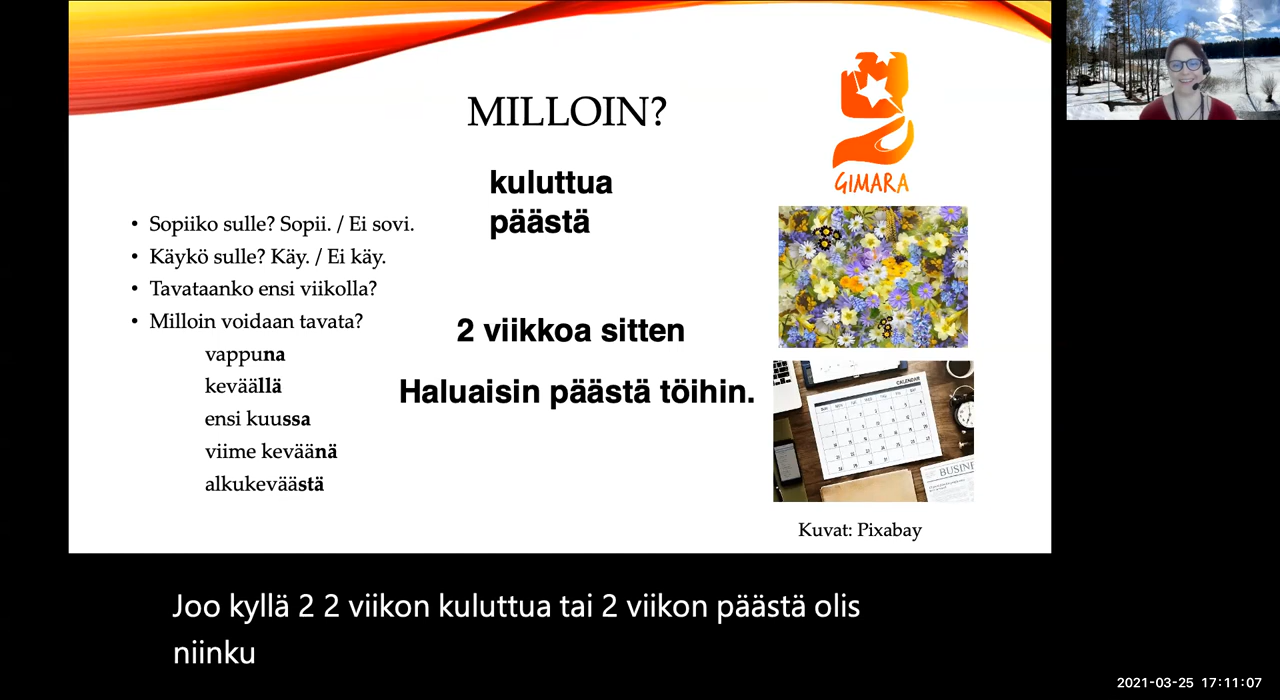 MILLOIN?
GIMARA
kuluttua
päästä
• Sopiiko sulle? Sopii. / Ei sovi.
• Käykö sulle? Käy. / Ei käy.
• Tavataanko ensi viikolla?
• Milloin voidaan tavata?
vappuna
keväällä
ensi kuussa
viime keväänä
alkukeväästä
2 viikkoa sitten
Haluaisin päästä töihin.
CALENDAR
BUSINE
Kuvat: Pixabay
Joo kyllä 2 2 viikon kuluttua tai 2 viikon päästä olis
niinku
2021-03-25 17:11:07